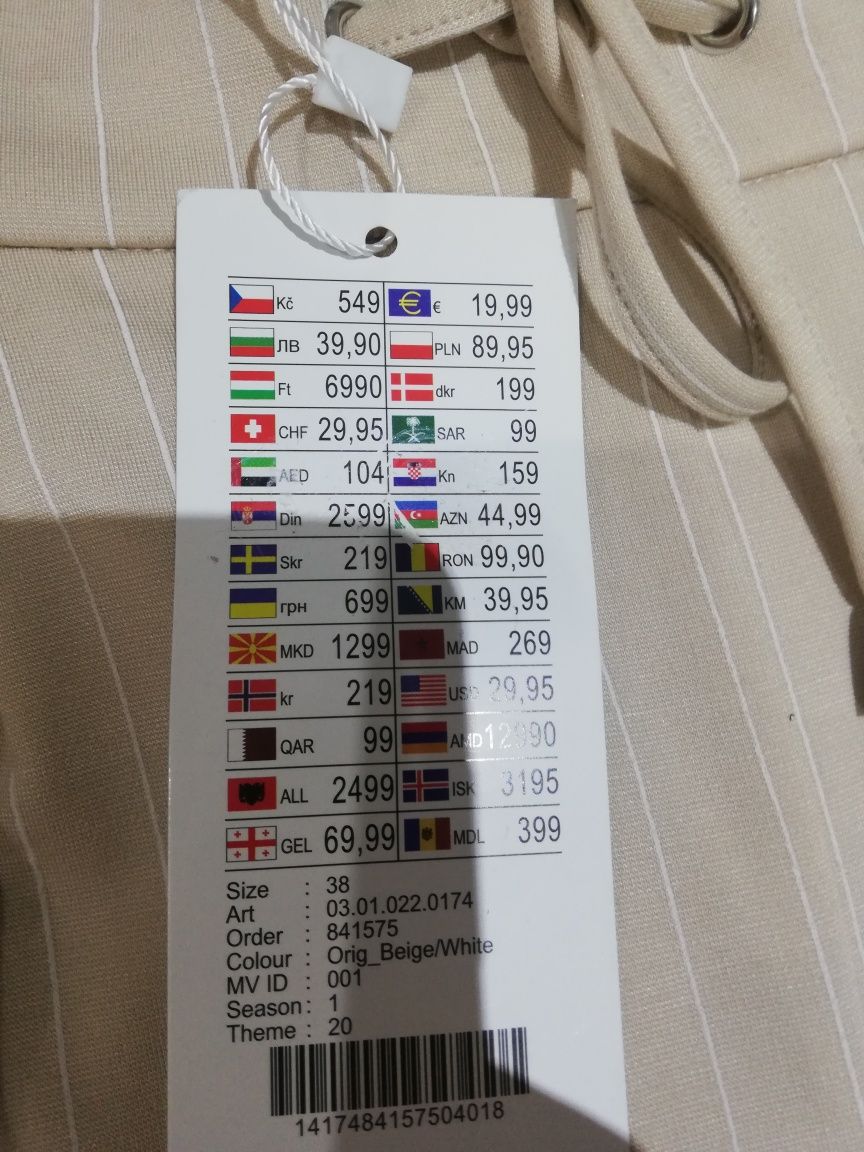 Kč 549 € 19,99
ЛВ 39,90 PLN 89,95
Ft 6990 dkr 199
CHF 29,95 SAR 99
AED 104 Kn 159
Din 2599 AZN 44,99
Skr 219 RON 99,90
грн 699 KM 39,95
MKD 1299 MAD 269
kr 219 USD 29,95
QAR 99 AMD 12990
ALL 2499 ISK 3195
GEL 69,99 MDL 399
Size : 38
Art : 03.01.022.0174
Order : 841575
Colour : Orig_Beige/White
MV ID : 001
Season : 1
Theme : 20
1417484157504018